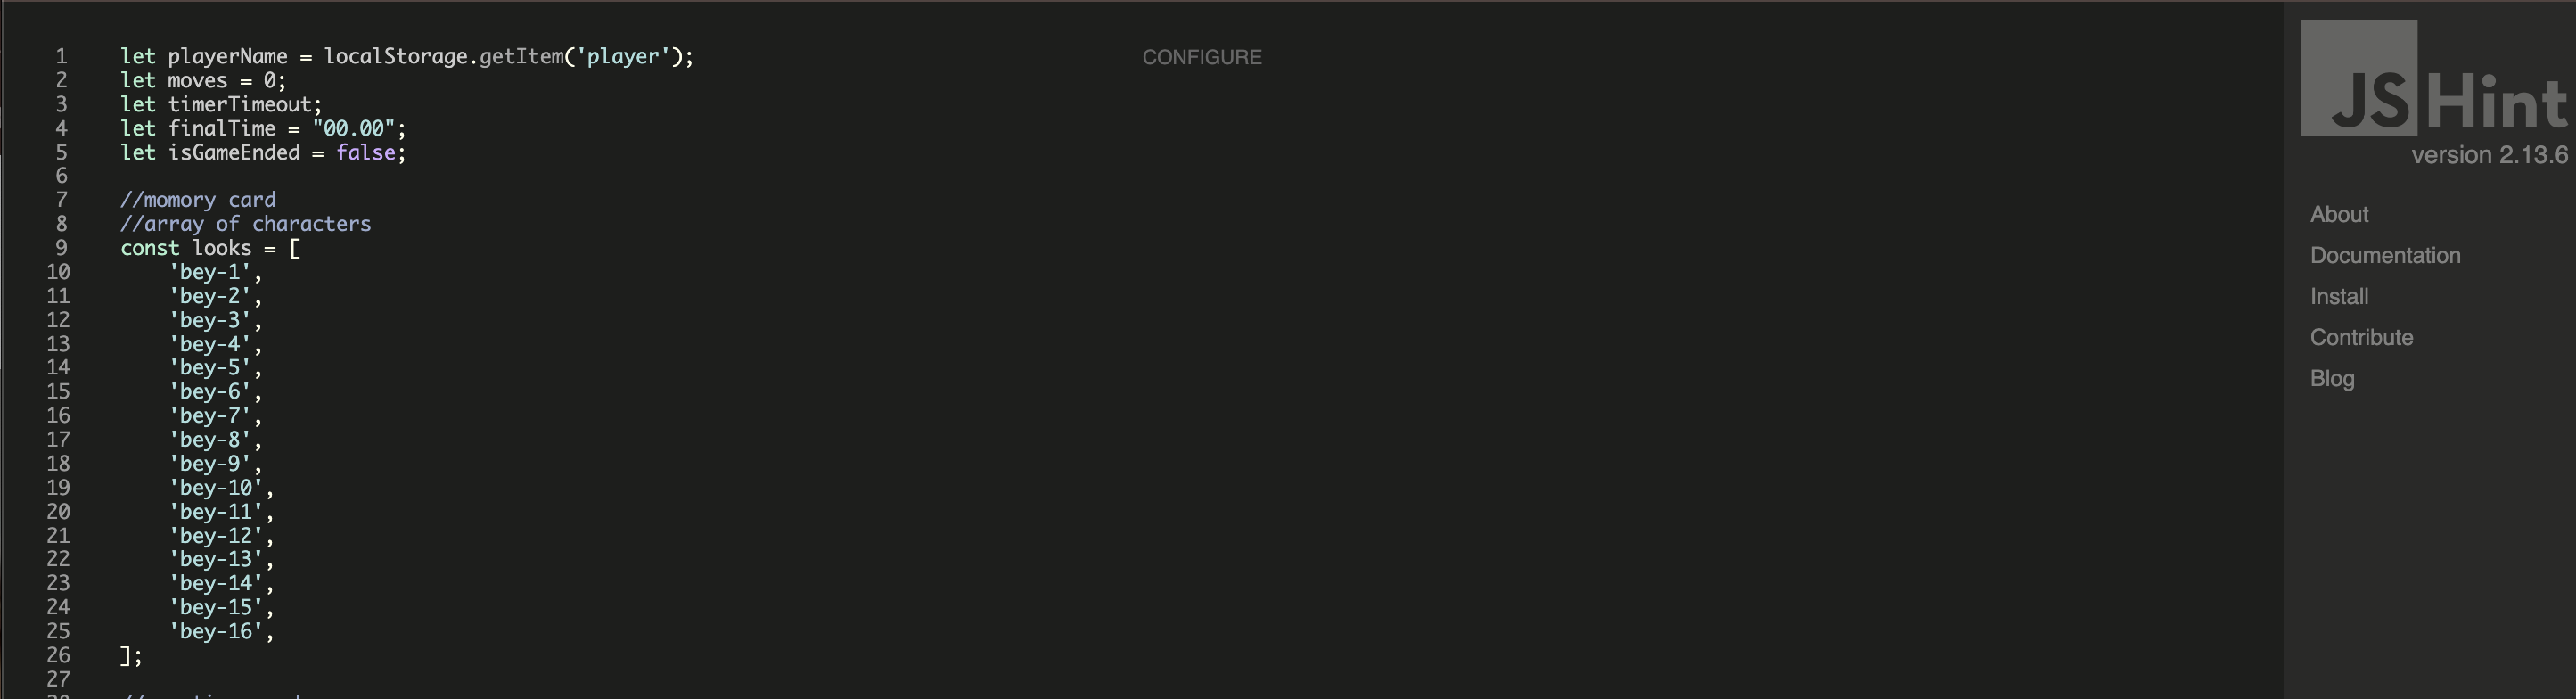 1 let playerName = localStorage.getItem('player');
2 let moves = 0;
3 let timerTimeout;
4 let finalTime = "00.00";
5 let isGameEnded = false;
6
7 //momory card
8 //array of characters
9 const looks = [
10 'bey-1',
11 'bey-2',
12 'bey-3',
13 'bey-4',
14 'bey-5',
15 'bey-6',
16 'bey-7',
17 'bey-8',
18 'bey-9',
19 'bey-10',
20 'bey-11',
21 'bey-12',
22 'bey-13',
23 'bey-14',
24 'bey-15',
25 'bey-16',
26 ];
27
CONFIGURE
JSHint
version 2.13.6
About
Documentation
Install
Contribute
Blog